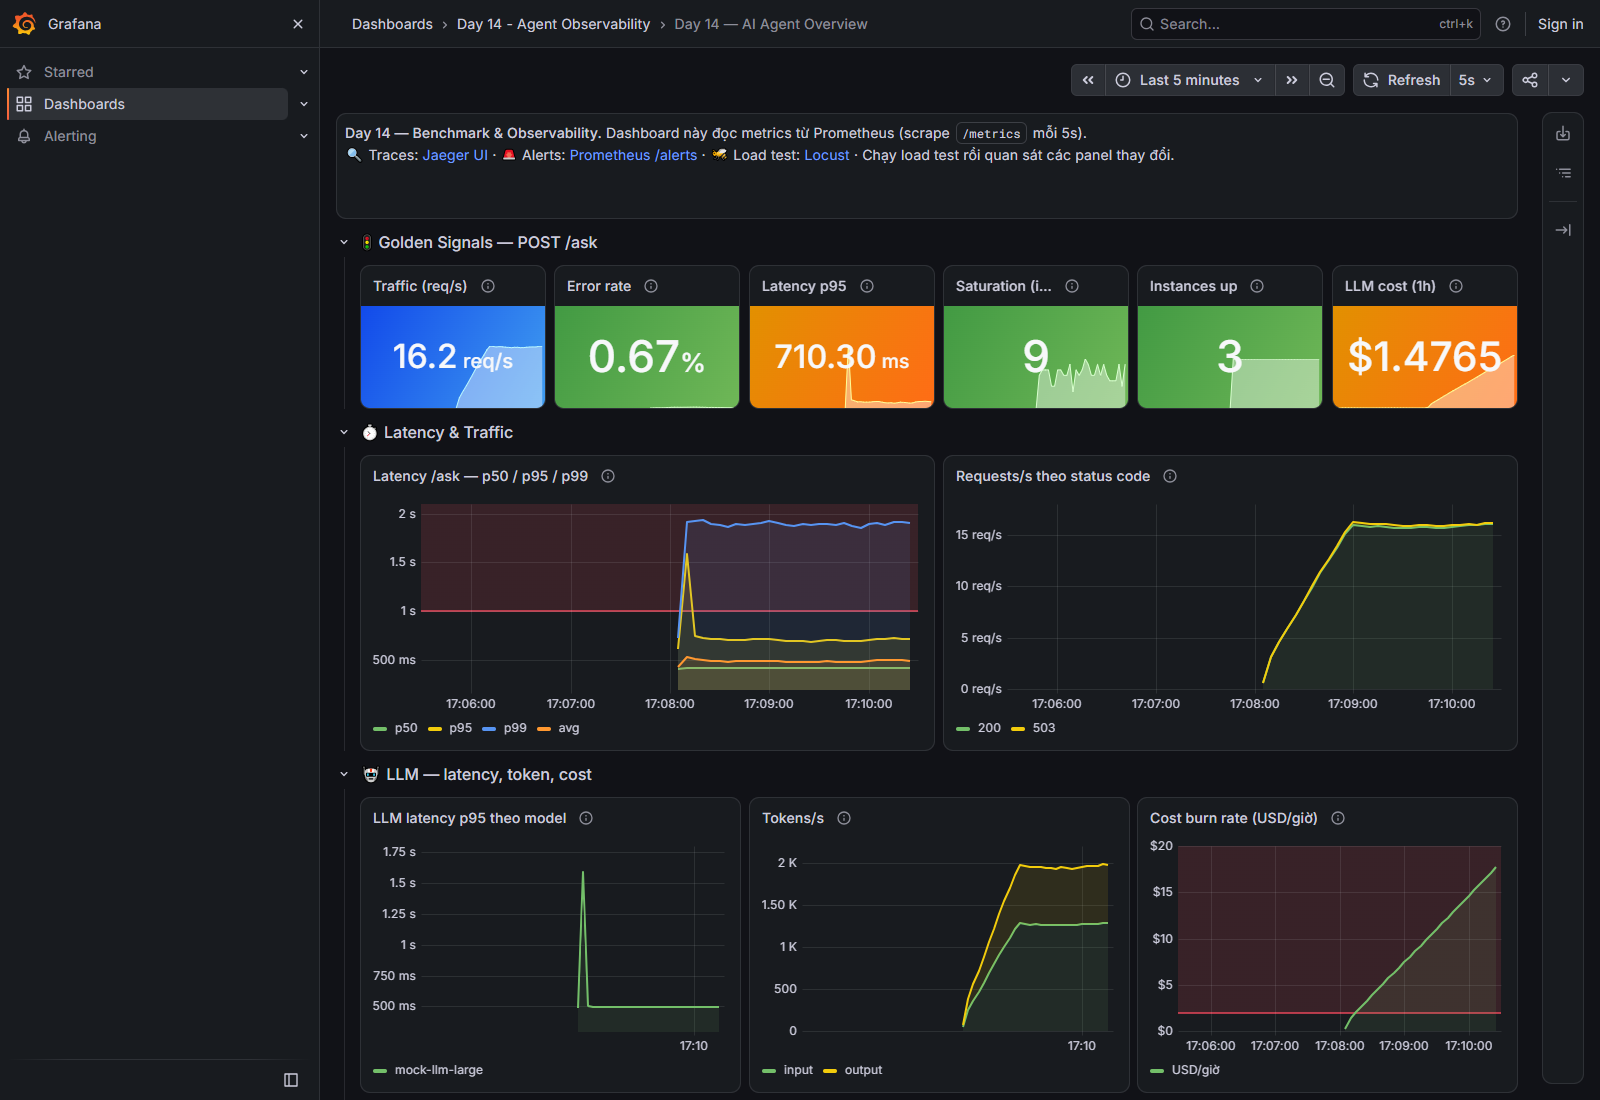 Grafana
Dashboards › Day 14 - Agent Observability › Day 14 — AI Agent Overview
Search...
ctrl+k
Sign in
Starred
Dashboards
Alerting
Last 5 minutes
Refresh
5s
Day 14 — Benchmark & Observability. Dashboard này đọc metrics từ Prometheus (scrape /metrics mỗi 5s).
Traces: Jaeger UI · Alerts: Prometheus /alerts · Load test: Locust · Chạy load test rồi quan sát các panel thay đổi.
Golden Signals — POST /ask
Traffic (req/s)
16.2 req/s
Error rate
0.67%
Latency p95
710.30 ms
Saturation (i...
9
Instances up
3
LLM cost (1h)
$1.4765
Latency & Traffic
Latency /ask — p50 / p95 / p99
2 s
1.5 s
1 s
500 ms
17:06:00 17:07:00 17:08:00 17:09:00 17:10:00
p50 p95 p99 avg
Requests/s theo status code
15 req/s
10 req/s
5 req/s
0 req/s
17:06:00 17:07:00 17:08:00 17:09:00 17:10:00
200 503
LLM — latency, token, cost
LLM latency p95 theo model
1.75 s
1.5 s
1.25 s
1 s
750 ms
500 ms
17:10
mock-llm-large
Tokens/s
2 K
1.50 K
1 K
500
0
17:10
input output
Cost burn rate (USD/giờ)
$20
$15
$10
$5
$0
17:06:00 17:07:00 17:08:00 17:09:00 17:10:00
USD/giờ